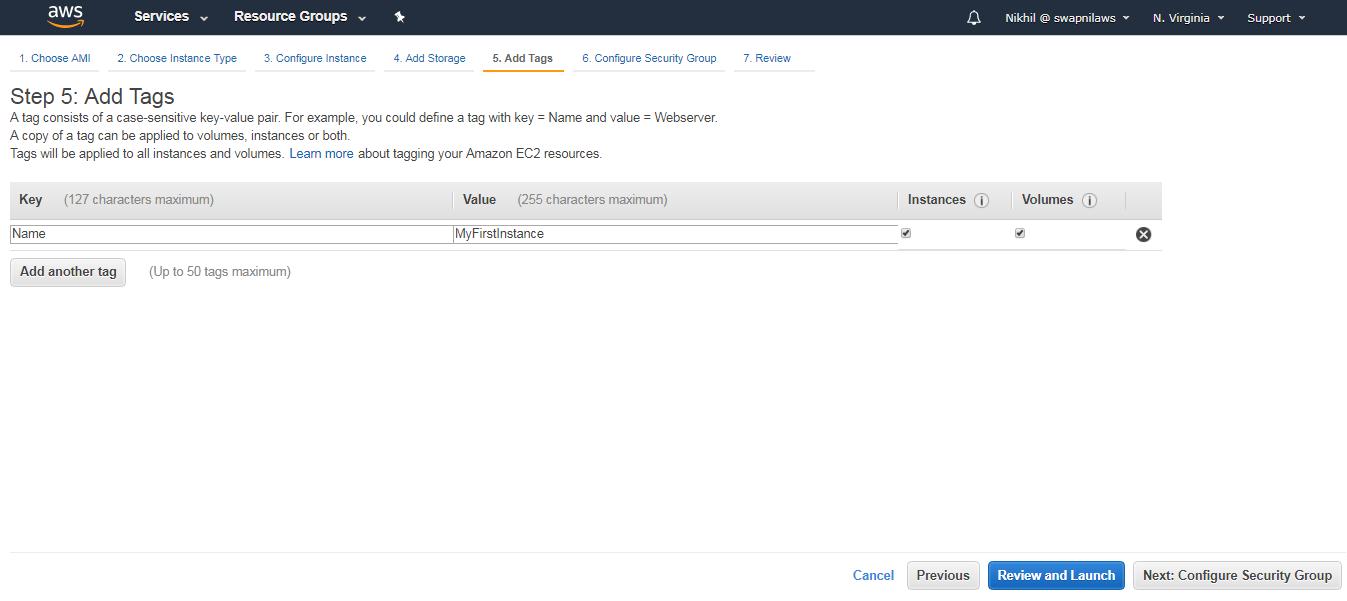 aws Services Resource Groups Nikhil @ swapnilaws N. Virginia Support
1. Choose AMI 2. Choose Instance Type 3. Configure Instance 4. Add Storage 5. Add Tags 6. Configure Security Group 7. Review
Step 5: Add Tags
A tag consists of a case-sensitive key-value pair. For example, you could define a tag with key = Name and value = Webserver.
A copy of a tag can be applied to volumes, instances or both.
Tags will be applied to all instances and volumes. Learn more about tagging your Amazon EC2 resources.
Key (127 characters maximum) Value (255 characters maximum) Instances i Volumes i
Name MyFirstInstance
Add another tag (Up to 50 tags maximum)
Cancel Previous Review and Launch Next: Configure Security Group